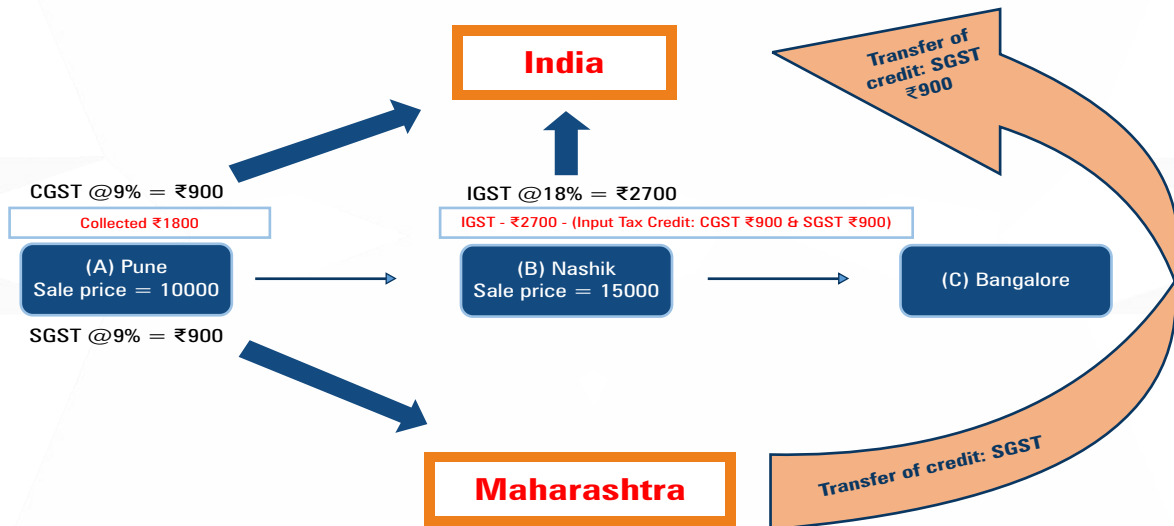 India
Transfer of
credit: SGST
₹900
CGST @9% = ₹900
IGST @18% = ₹2700
Collected ₹1800
IGST - ₹2700 - (Input Tax Credit: CGST ₹900 & SGST ₹900)
(A) Pune
Sale price = 10000
(B) Nashik
Sale price = 15000
(C) Bangalore
SGST @9% = ₹900
Transfer of credit: SGST
Maharashtra